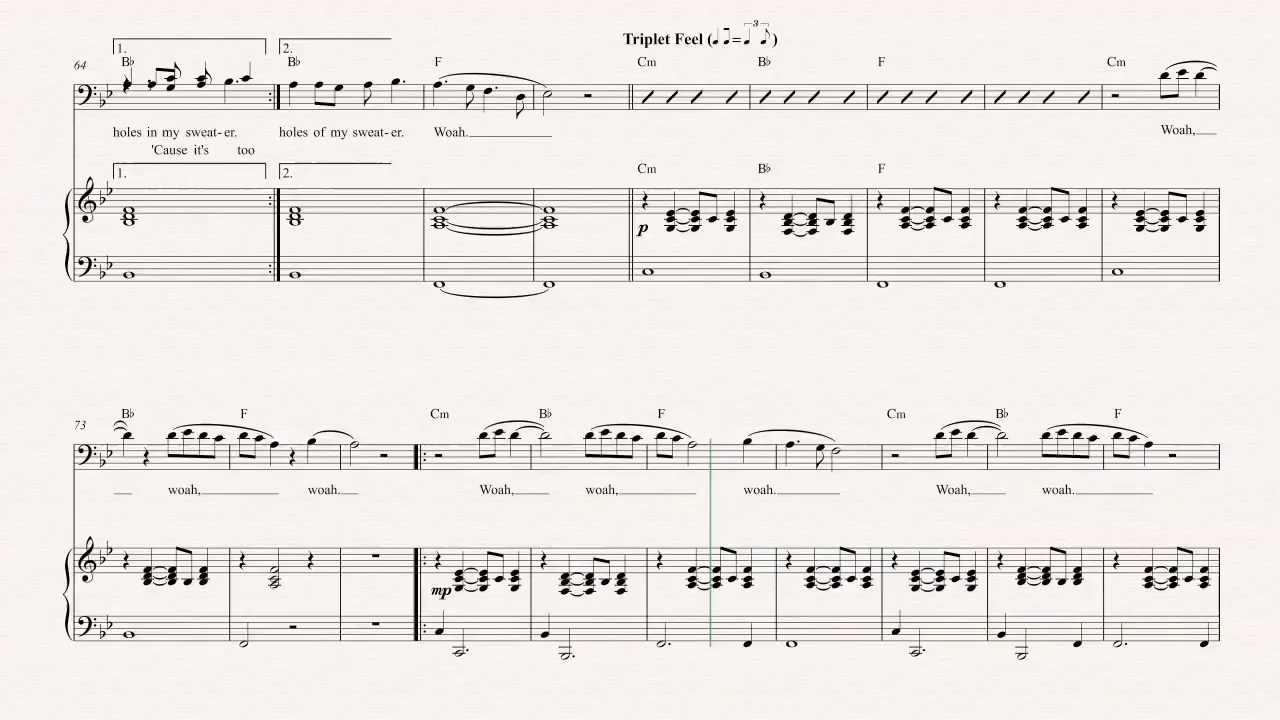 Triplet Feel (♩♫=♩♪)
3
1. 2.
64 B♭ B♭ F Cm B♭ F Cm
holes in my sweat-er. holes of my sweat-er. Woah. Woah,
'Cause it's too
1. 2. Cm B♭ F
p
73 B♭ F Cm B♭ F Cm B♭ F
woah, woah. Woah, woah, woah. Woah, woah.
mp